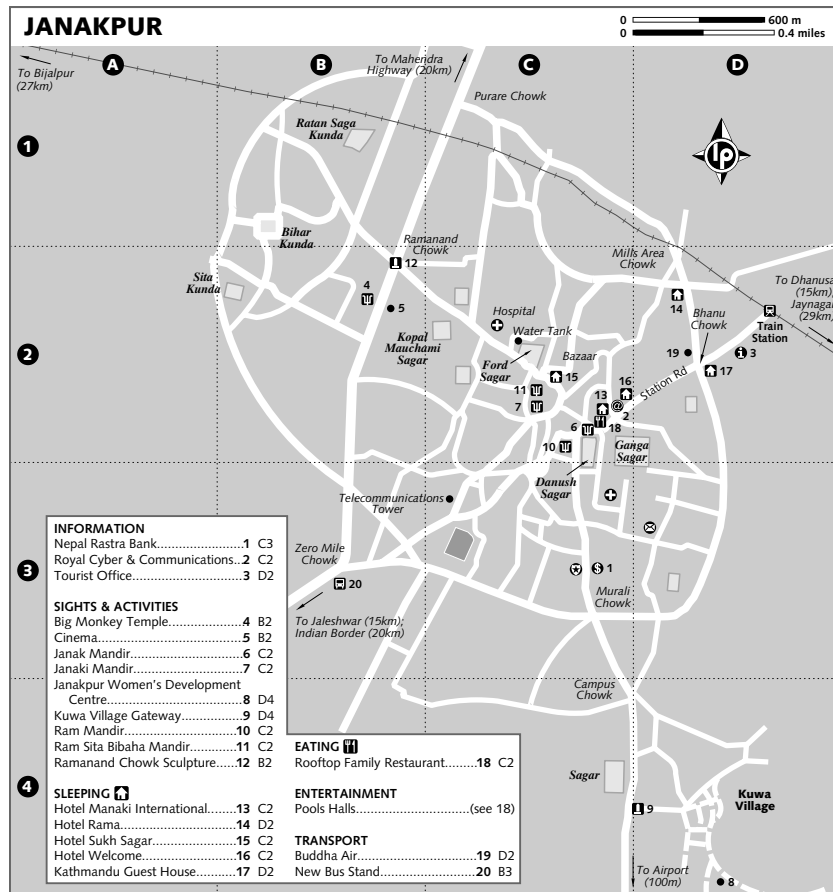 JANAKPUR
0 600 m
0 0.4 miles
A
B
C
D
To Bijalpur
(27km)
To Mahendra
Highway (20km)
Purare Chowk
Ratan Saga
Kunda
1
lp
Bihar
Kunda
Ramanand
Chowk
12
Mills Area
Chowk
Sita
Kunda
4
5
To Dhanusa
(15km);
Jaynagar
(29km)
14
Hospital
Bhanu
Chowk
Train
Station
Kopal
Mauchami
Sagar
Water Tank
2
Ford
Sagar
Bazaar
19
3
15
16
17
11
Station Rd
7
13
@
2
6
18
10
Ganga
Sagar
Danush
Sagar
Telecommunications
Tower
Zero Mile
Chowk
3
20
$ 1
Murali
Chowk
To Jaleshwar (15km);
Indian Border (20km)
Campus
Chowk
Sagar
4
Kuwa
Village
9
To Airport
(100m)
8
INFORMATION
Nepal Rastra Bank..........................1 C3
Royal Cyber & Communications..2 C2
Tourist Office................................3 D2
SIGHTS & ACTIVITIES
Big Monkey Temple......................4 B2
Cinema........................................5 B2
Janak Mandir...............................6 C2
Janaki Mandir..............................7 C2
Janakpur Women's Development
Centre....................................8 D4
Kuwa Village Gateway..................9 D4
Ram Mandir...............................10 C2
Ram Sita Bibaha Mandir..............11 C2
Ramanand Chowk Sculpture.......12 B2
SLEEPING
Hotel Manaki International..........13 C2
Hotel Rama................................14 D2
Hotel Sukh Sagar........................15 C2
Hotel Welcome...........................16 C2
Kathmandu Guest House............17 D2
EATING
Rooftop Family Restaurant.........18 C2
ENTERTAINMENT
Pools Halls............................(see 18)
TRANSPORT
Buddha Air................................19 D2
New Bus Stand..........................20 B3